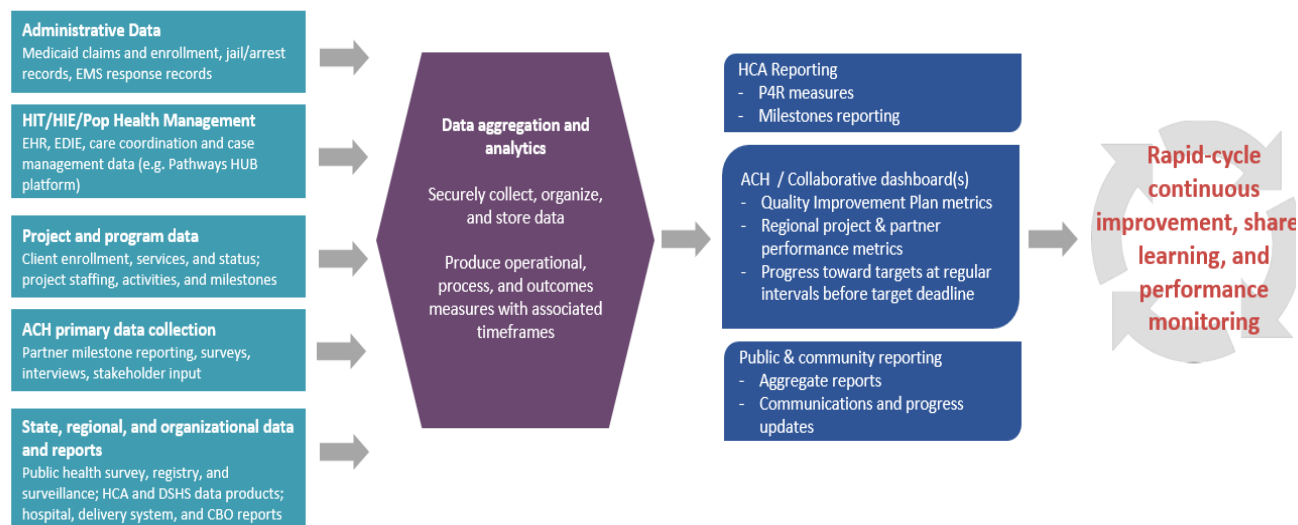 Administrative Data
Medicaid claims and enrollment, jail/arrest
records, EMS response records
HIT/HIE/Pop Health Management
EHR, EDIE, care coordination and case
management data (e.g. Pathways HUB
platform)
Project and program data
Client enrollment, services, and status;
project staffing, activities, and milestones
ACH primary data collection
Partner milestone reporting, surveys,
interviews, stakeholder input
State, regional, and organizational data
and reports
Public health survey, registry, and
surveillance; HCA and DSHS data products;
hospital, delivery system, and CBO reports
Data aggregation and
analytics
Securely collect, organize,
and store data
Produce operational,
process, and outcomes
measures with associated
timeframes
HCA Reporting
- P4R measures
- Milestones reporting
ACH / Collaborative dashboard(s)
- Quality Improvement Plan metrics
- Regional project & partner
performance metrics
- Progress toward targets at regular
intervals before target deadline
Public & community reporting
- Aggregate reports
- Communications and progress
updates
Rapid-cycle
continuous
improvement, share
learning, and
performance
monitoring